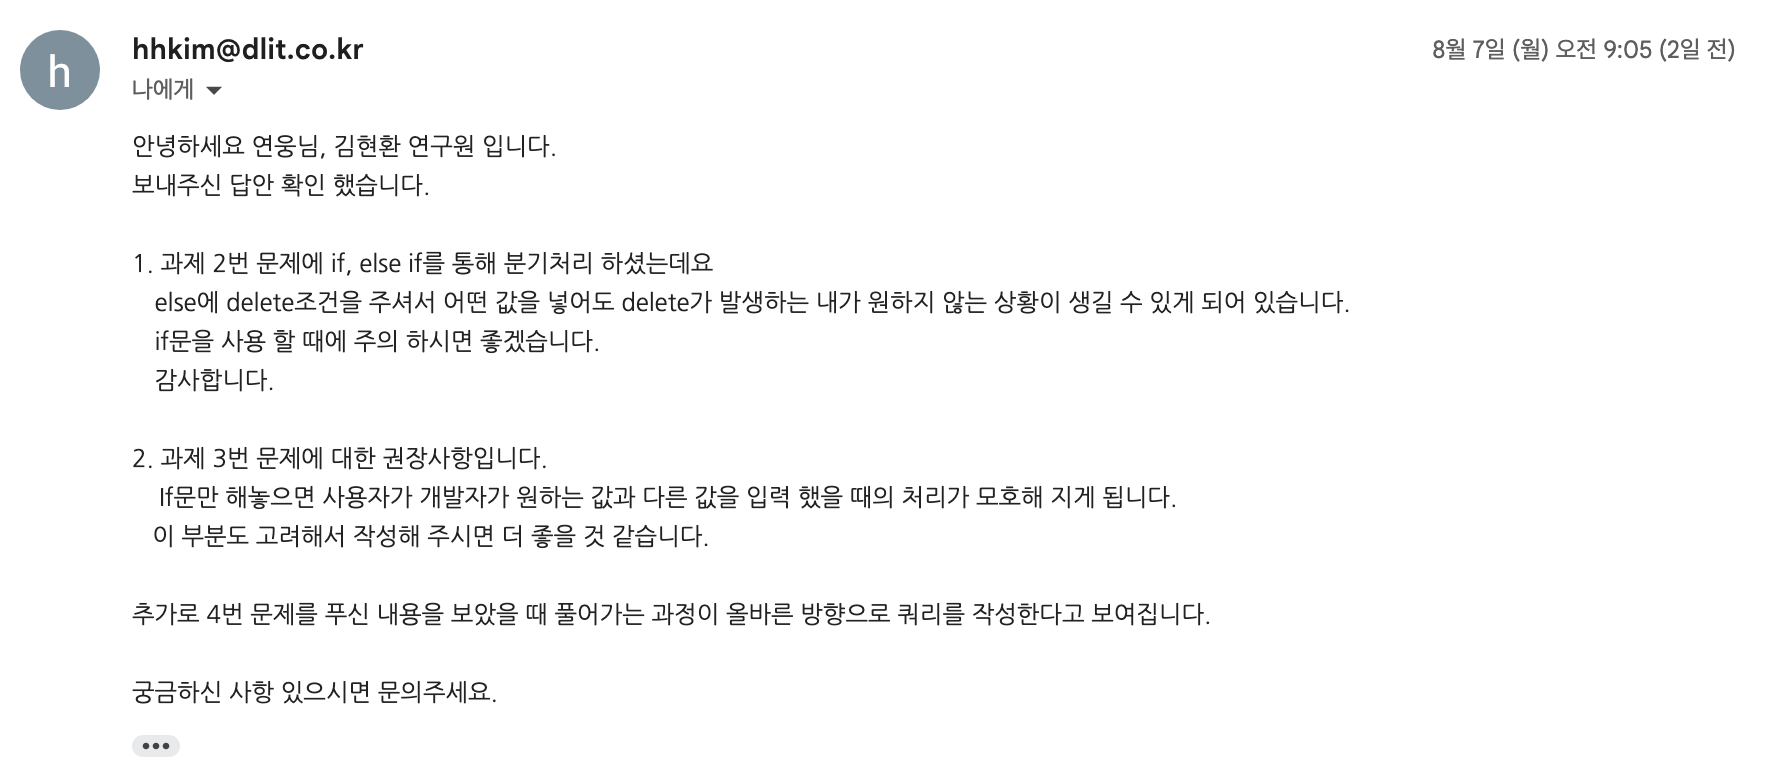 h
hhkim@dlit.co.kr
8월 7일 (월) 오전 9:05 (2일 전)
나에게
안녕하세요 연웅님, 김현환 연구원 입니다.
보내주신 답안 확인 했습니다.
1. 과제 2번 문제에 if, else if를 통해 분기처리 하셨는데요
else에 delete조건을 주셔서 어떤 값을 넣어도 delete가 발생하는 내가 원하지 않는 상황이 생길 수 있게 되어 있습니다.
if문을 사용 할 때에 주의 하시면 좋겠습니다.
감사합니다.
2. 과제 3번 문제에 대한 권장사항입니다.
If문만 해놓으면 사용자가 개발자가 원하는 값과 다른 값을 입력 했을 때의 처리가 모호해 지게 됩니다.
이 부분도 고려해서 작성해 주시면 더 좋을 것 같습니다.
추가로 4번 문제를 푸신 내용을 보았을 때 풀어가는 과정이 올바른 방향으로 쿼리를 작성한다고 보여집니다.
궁금하신 사항 있으시면 문의주세요.